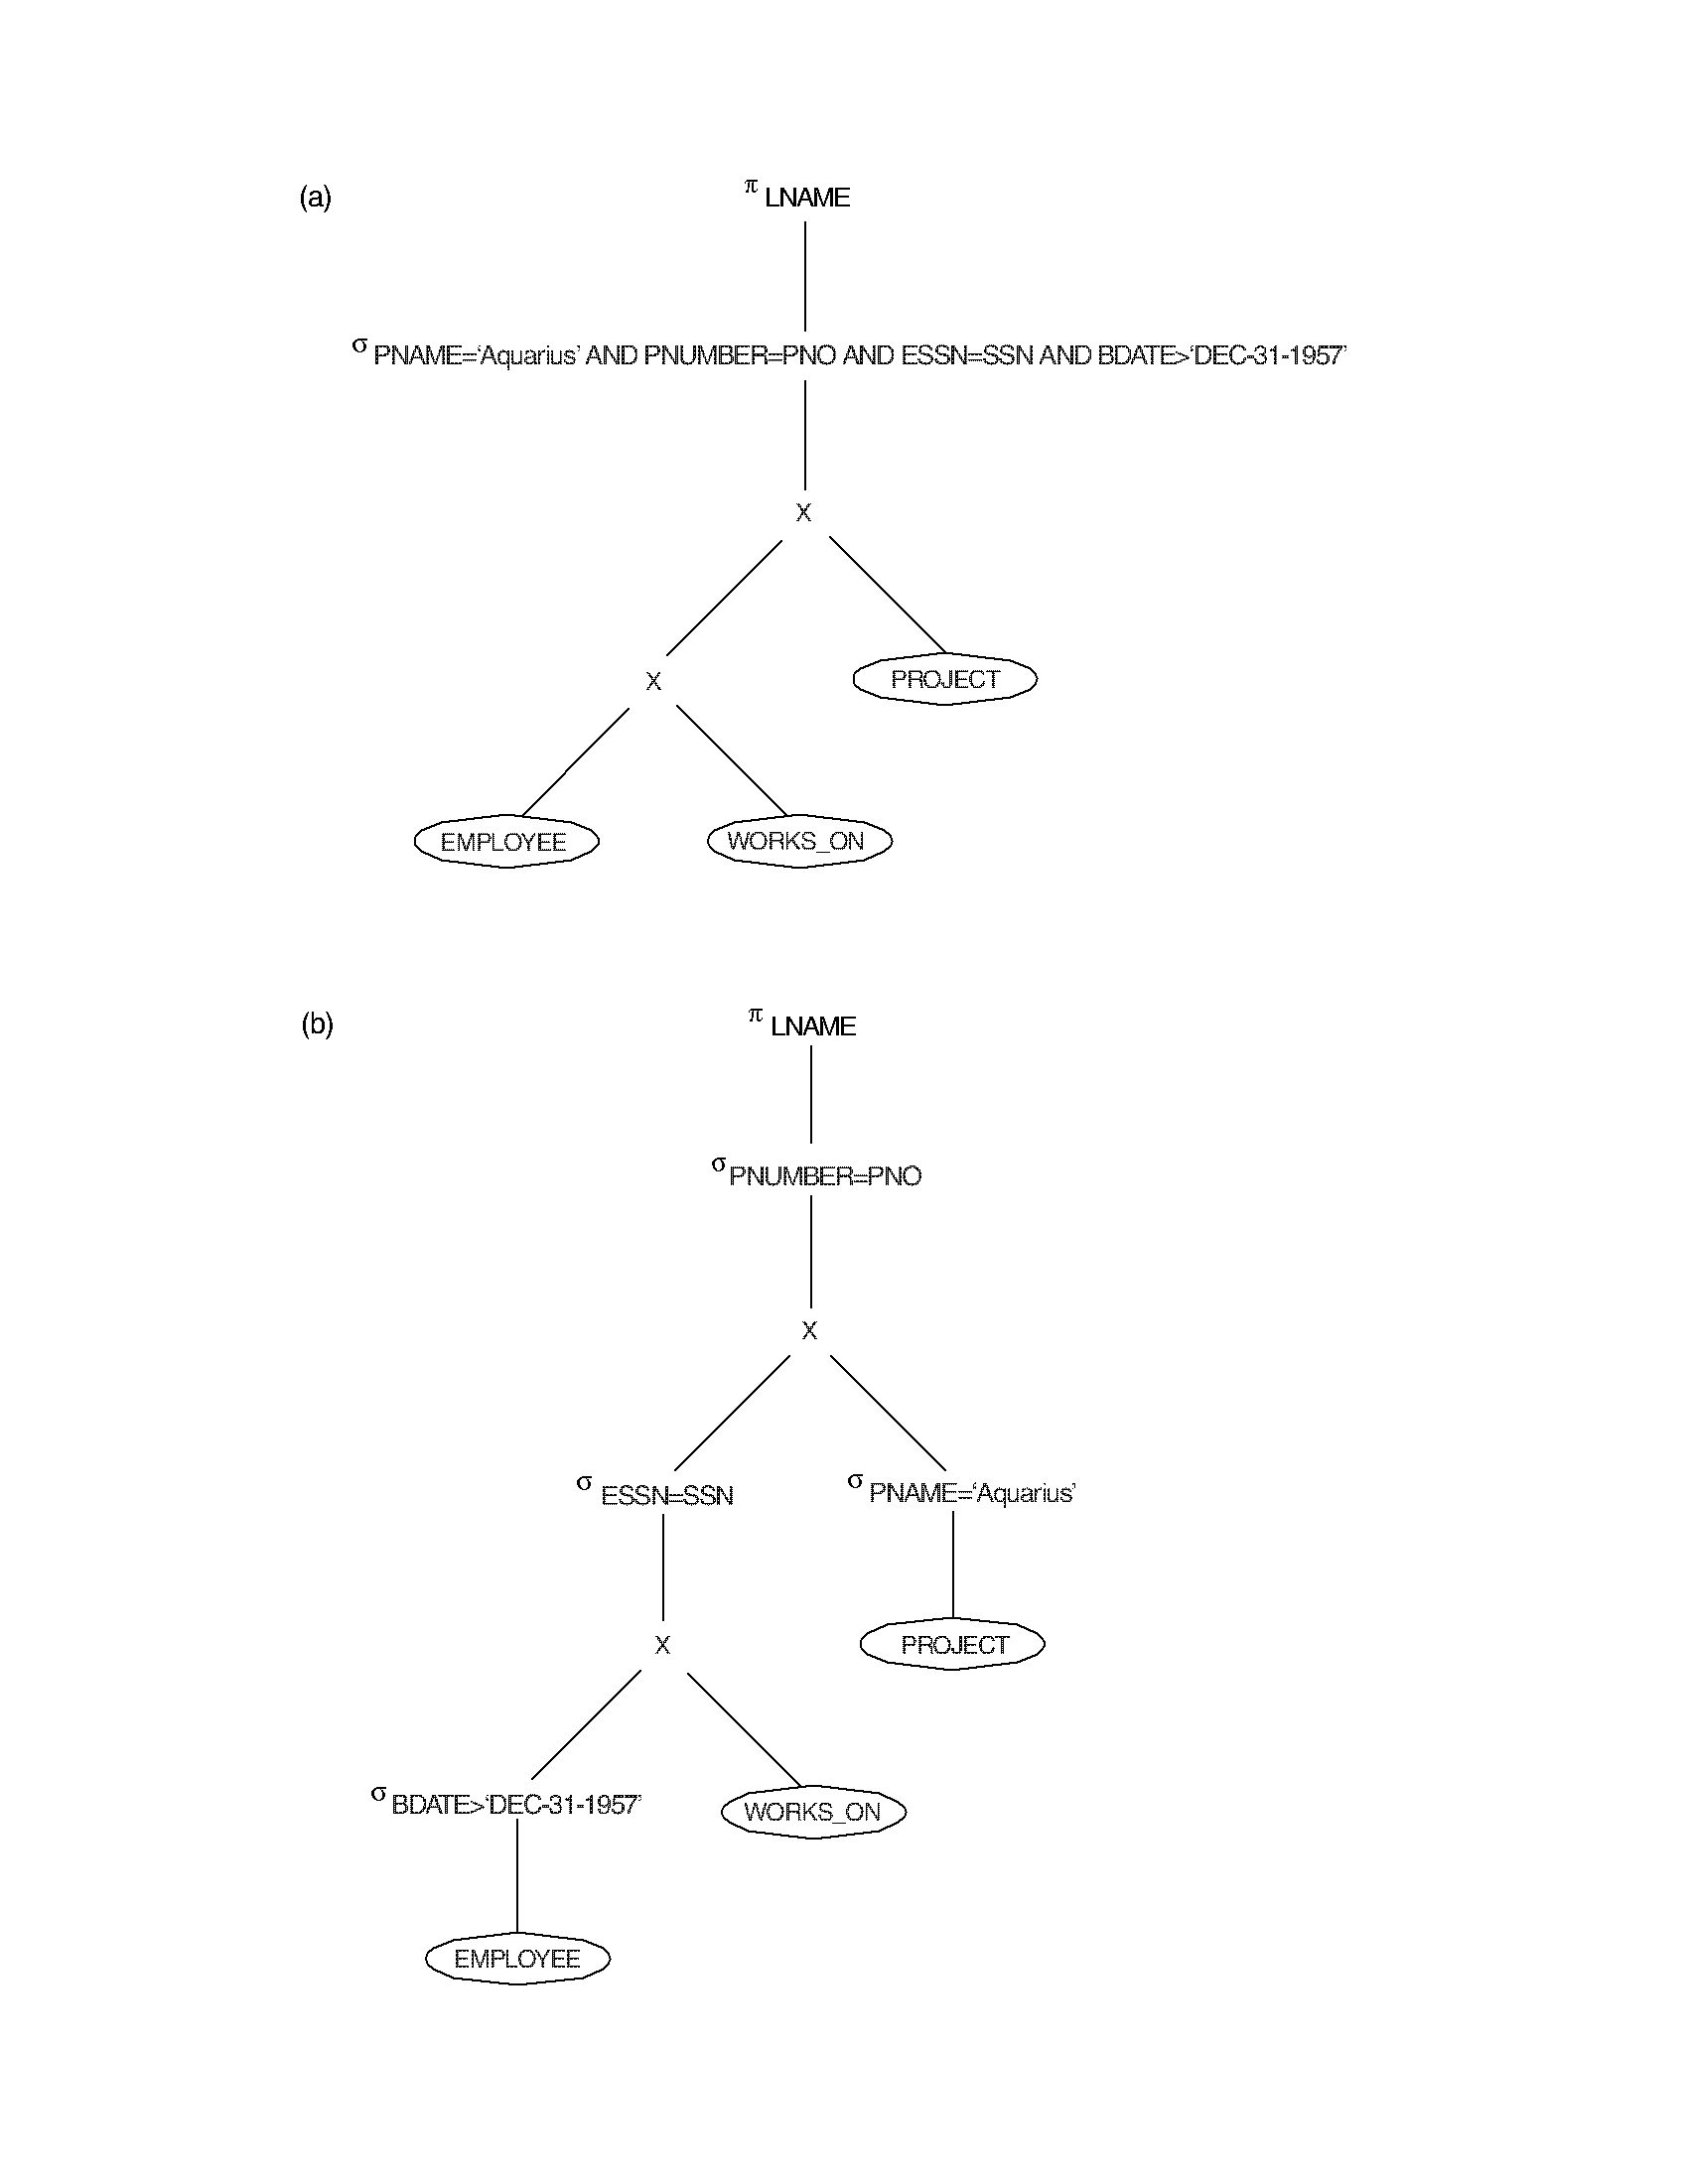 (a)
π LNAME
σ PNAME=‘Aquarius’ AND PNUMBER=PNO AND ESSN=SSN AND BDATE>‘DEC-31-1957’
X
X
PROJECT
EMPLOYEE
WORKS_ON
(b)
π LNAME
σ PNUMBER=PNO
X
σ ESSN=SSN
σ PNAME=‘Aquarius’
X
PROJECT
σ BDATE>‘DEC-31-1957’
WORKS_ON
EMPLOYEE